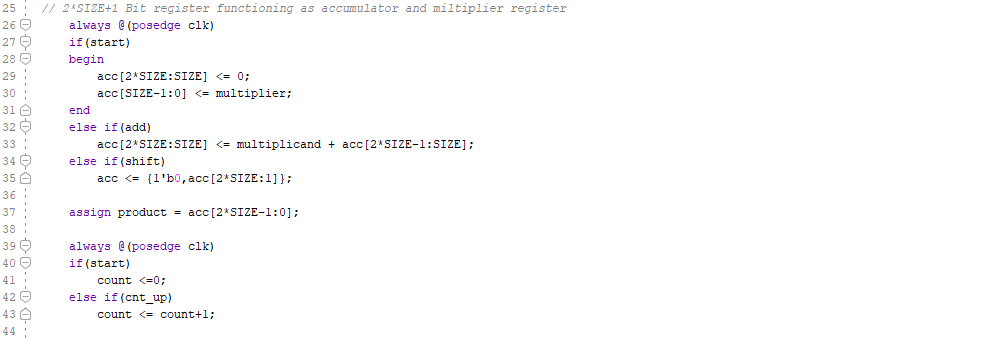 25 // 2*SIZE+1 Bit register functioning as accumulator and miltiplier register
26 always @(posedge clk)
27 if(start)
28 begin
29 acc[2*SIZE:SIZE] <= 0;
30 acc[SIZE-1:0] <= multiplier;
31 end
32 else if(add)
33 acc[2*SIZE:SIZE] <= multiplicand + acc[2*SIZE-1:SIZE];
34 else if(shift)
35 acc <= {1'b0,acc[2*SIZE:1]};
36
37 assign product = acc[2*SIZE-1:0];
38
39 always @(posedge clk)
40 if(start)
41 count <=0;
42 else if(cnt_up)
43 count <= count+1;
44